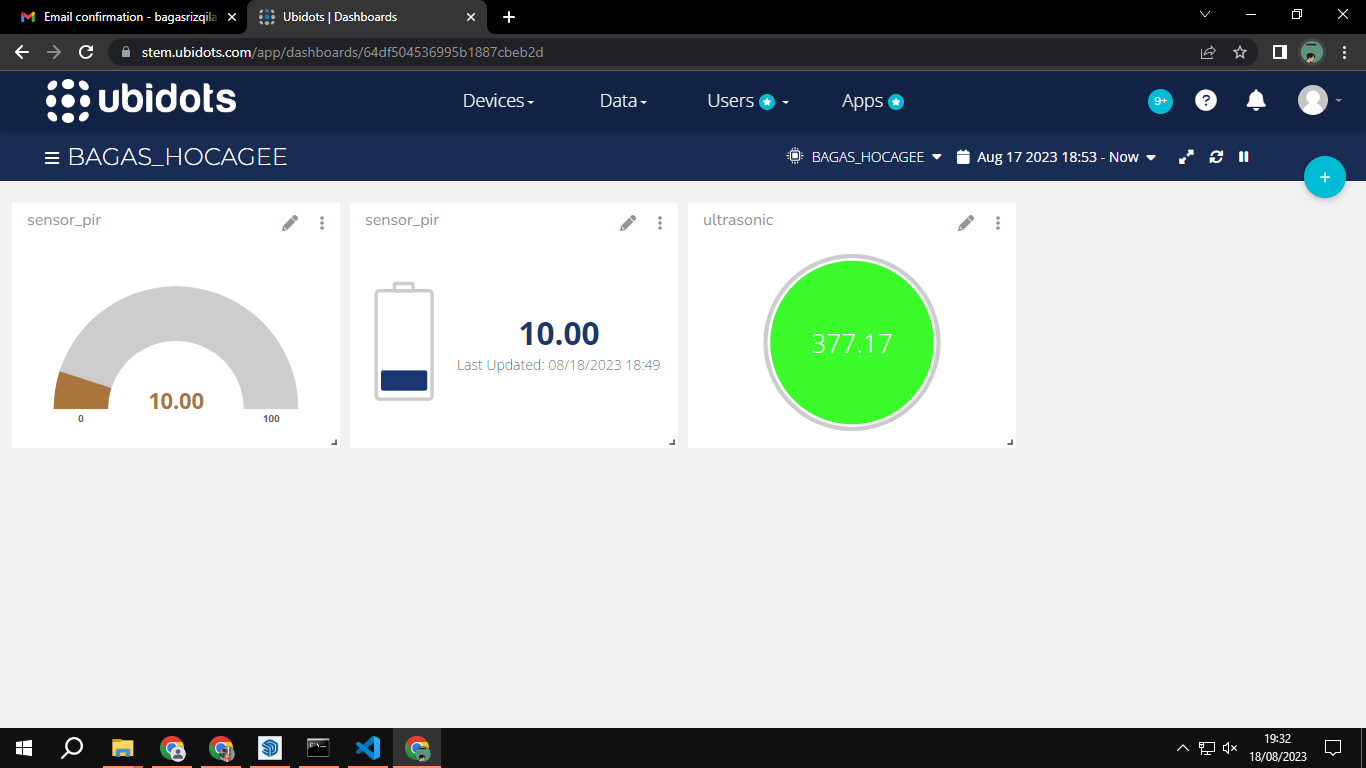 Email confirmation - bagasrizqila
Ubidots | Dashboards
stem.ubidots.com/app/dashboards/64df504536995b1887cbeb2d
ubidots
Devices
Data
Users
Apps
9+
?
BAGAS_HOCAGEE
BAGAS_HOCAGEE
Aug 17 2023 18:53 - Now
sensor_pir
10.00
0
100
sensor_pir
10.00
Last Updated: 08/18/2023 18:49
ultrasonic
377.17
19:32
18/08/2023